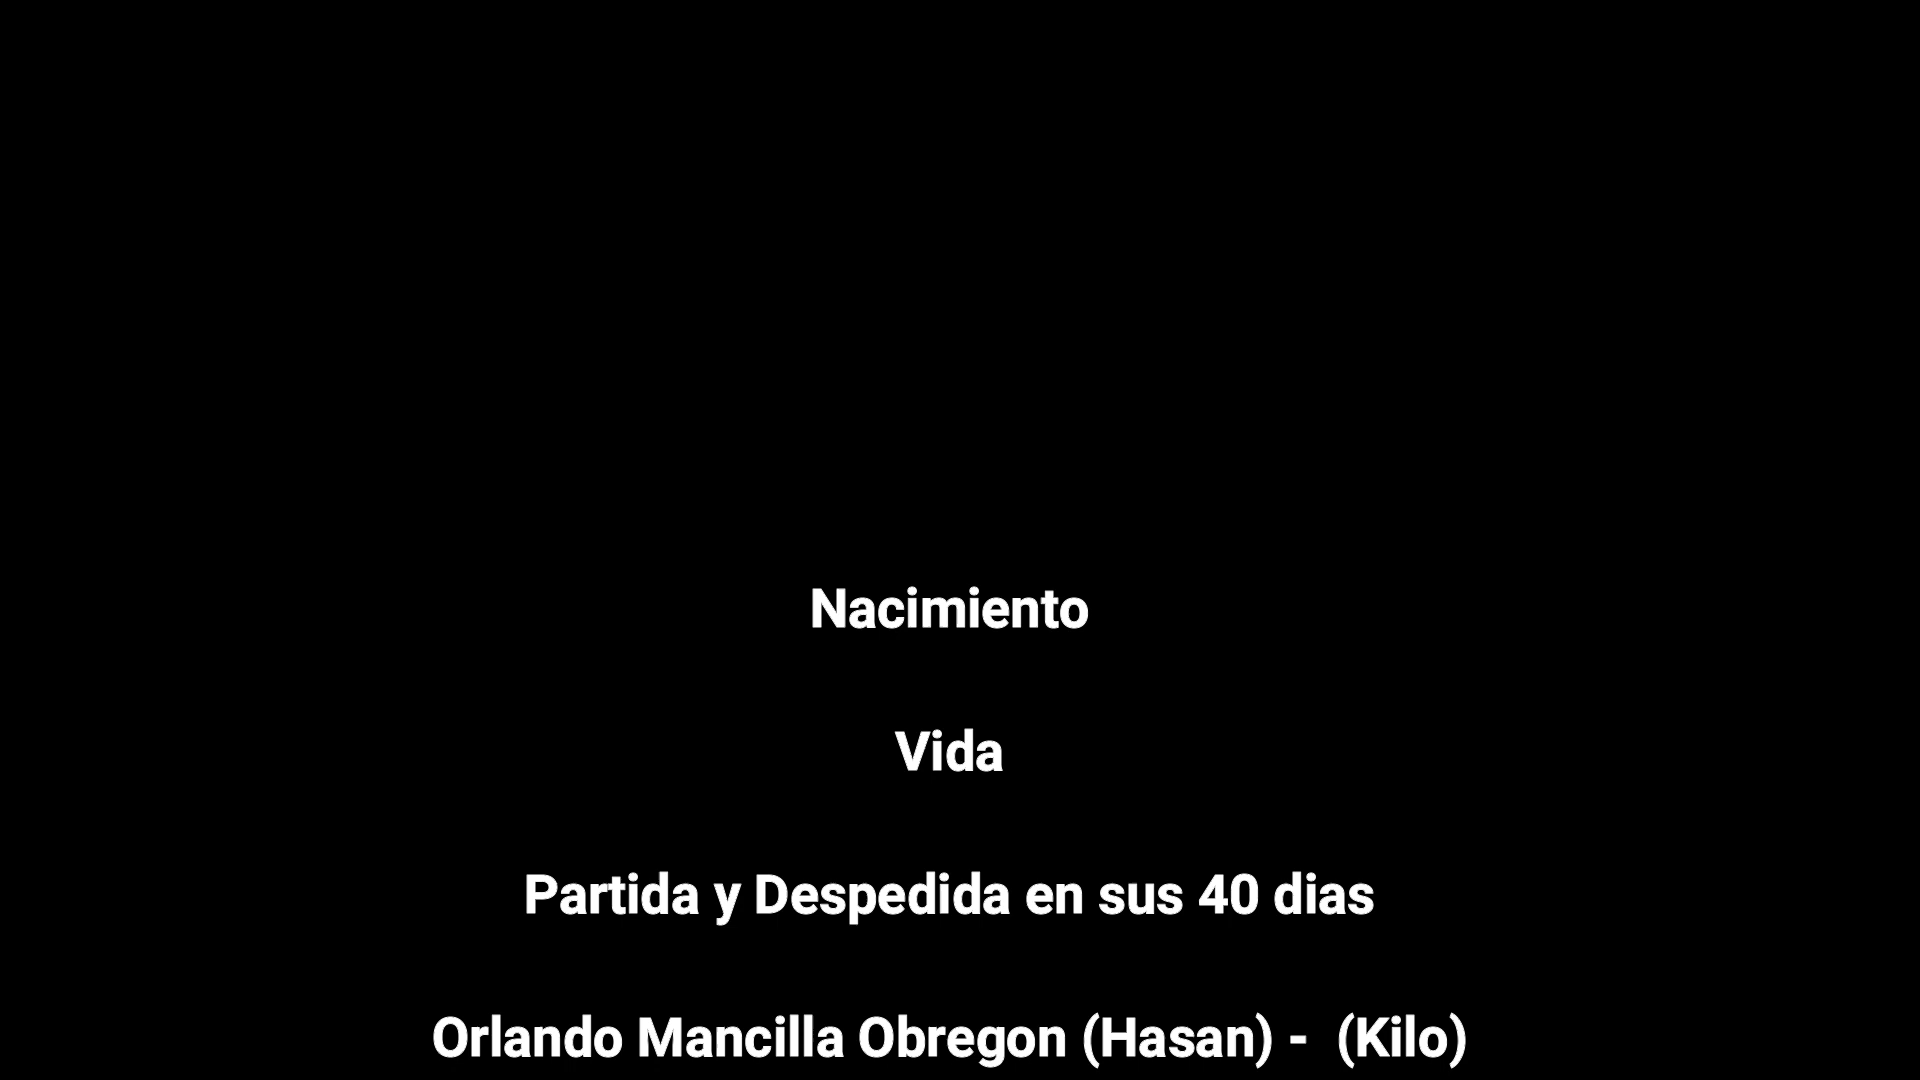 Nacimiento
Vida
Partida y Despedida en sus 40 dias
Orlando Mancilla Obregon (Hasan) -  (Kilo)